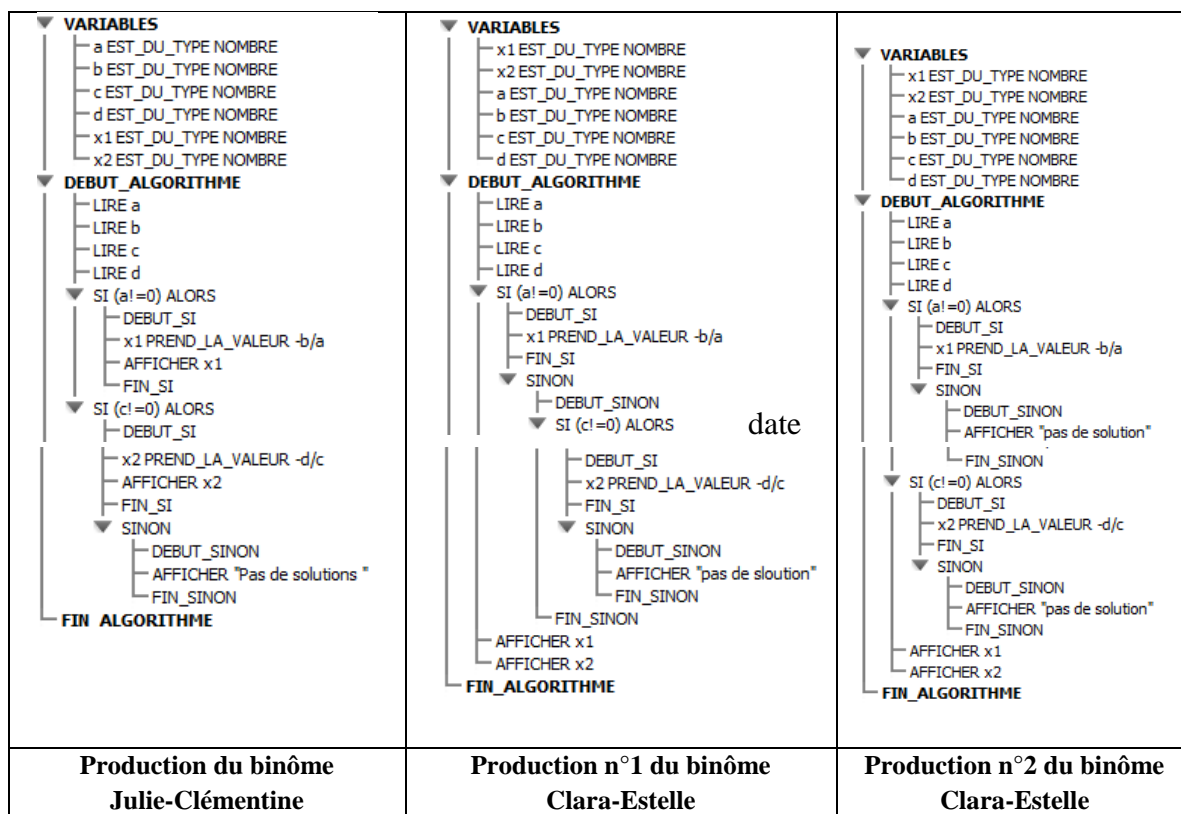 VARIABLES
a EST_DU_TYPE NOMBRE
b EST_DU_TYPE NOMBRE
c EST_DU_TYPE NOMBRE
d EST_DU_TYPE NOMBRE
x1 EST_DU_TYPE NOMBRE
x2 EST_DU_TYPE NOMBRE
DEBUT_ALGORITHME
LIRE a
LIRE b
LIRE c
LIRE d
SI (a!=0) ALORS
DEBUT_SI
x1 PREND_LA_VALEUR -b/a
AFFICHER x1
FIN_SI
SI (c!=0) ALORS
DEBUT_SI
x2 PREND_LA_VALEUR -d/c
AFFICHER x2
FIN_SI
SINON
DEBUT_SINON
AFFICHER "Pas de solutions "
FIN_SINON
FIN_ALGORITHME
Production du binôme
Julie-Clémentine
VARIABLES
x1 EST_DU_TYPE NOMBRE
x2 EST_DU_TYPE NOMBRE
a EST_DU_TYPE NOMBRE
b EST_DU_TYPE NOMBRE
c EST_DU_TYPE NOMBRE
d EST_DU_TYPE NOMBRE
DEBUT_ALGORITHME
LIRE a
LIRE b
LIRE c
LIRE d
SI (a!=0) ALORS
DEBUT_SI
x1 PREND_LA_VALEUR -b/a
FIN_SI
SINON
DEBUT_SINON
SI (c!=0) ALORS
date
DEBUT_SI
x2 PREND_LA_VALEUR -d/c
FIN_SI
SINON
DEBUT_SINON
AFFICHER "pas de sloution"
FIN_SINON
FIN_SINON
AFFICHER x1
AFFICHER x2
FIN_ALGORITHME
Production n°1 du binôme
Clara-Estelle
VARIABLES
x1 EST_DU_TYPE NOMBRE
x2 EST_DU_TYPE NOMBRE
a EST_DU_TYPE NOMBRE
b EST_DU_TYPE NOMBRE
c EST_DU_TYPE NOMBRE
d EST_DU_TYPE NOMBRE
DEBUT_ALGORITHME
LIRE a
LIRE b
LIRE c
LIRE d
SI (a!=0) ALORS
DEBUT_SI
x1 PREND_LA_VALEUR -b/a
FIN_SI
SINON
DEBUT_SINON
AFFICHER "pas de solution"
FIN_SINON
SI (c!=0) ALORS
DEBUT_SI
x2 PREND_LA_VALEUR -d/c
FIN_SI
SINON
DEBUT_SINON
AFFICHER "pas de solution"
FIN_SINON
AFFICHER x1
AFFICHER x2
FIN_ALGORITHME
Production n°2 du binôme
Clara-Estelle